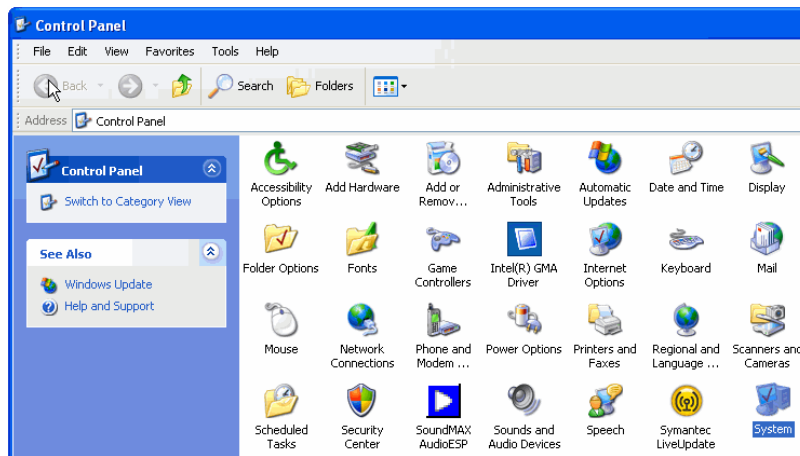 Control Panel
File Edit View Favorites Tools Help
Back Search Folders
Address Control Panel
Control Panel
Switch to Category View
See Also
Windows Update
Help and Support
Accessibility Options
Add Hardware
Add or Remov...
Administrative Tools
Automatic Updates
Date and Time
Display
Folder Options
Fonts
Game Controllers
Intel(R) GMA Driver
Internet Options
Keyboard
Mail
Mouse
Network Connections
Phone and Modem ...
Power Options
Printers and Faxes
Regional and Language ...
Scanners and Cameras
Scheduled Tasks
Security Center
SoundMAX AudioESP
Sounds and Audio Devices
Speech
Symantec LiveUpdate
System